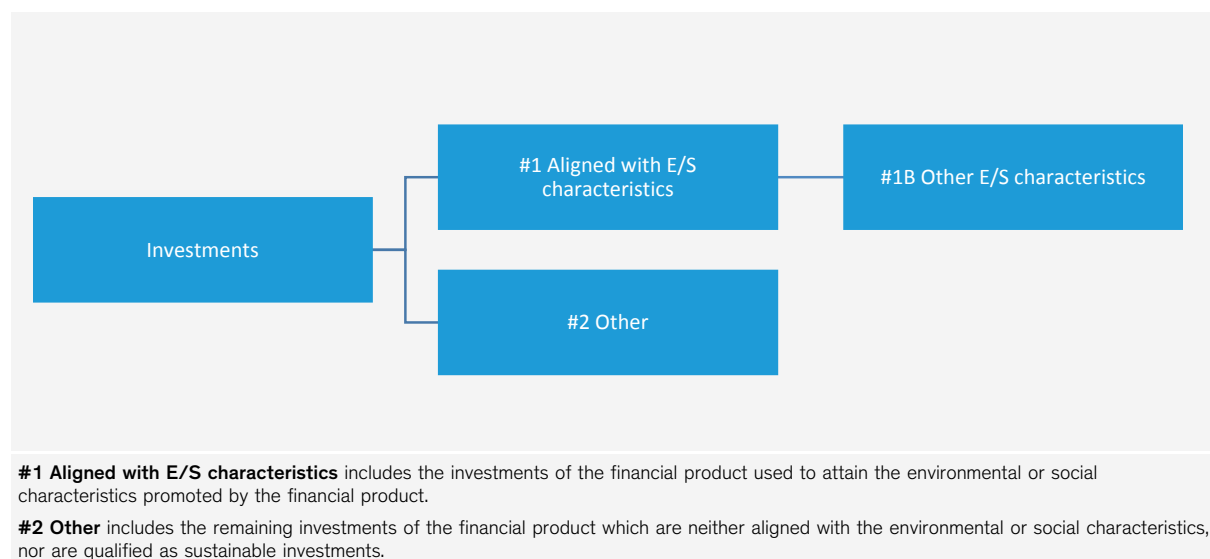 #1 Aligned with E/S
characteristics
#1B Other E/S characteristics
Investments
#2 Other
#1 Aligned with E/S characteristics includes the investments of the financial product used to attain the environmental or social
characteristics promoted by the financial product.
#2 Other includes the remaining investments of the financial product which are neither aligned with the environmental or social characteristics,
nor are qualified as sustainable investments.